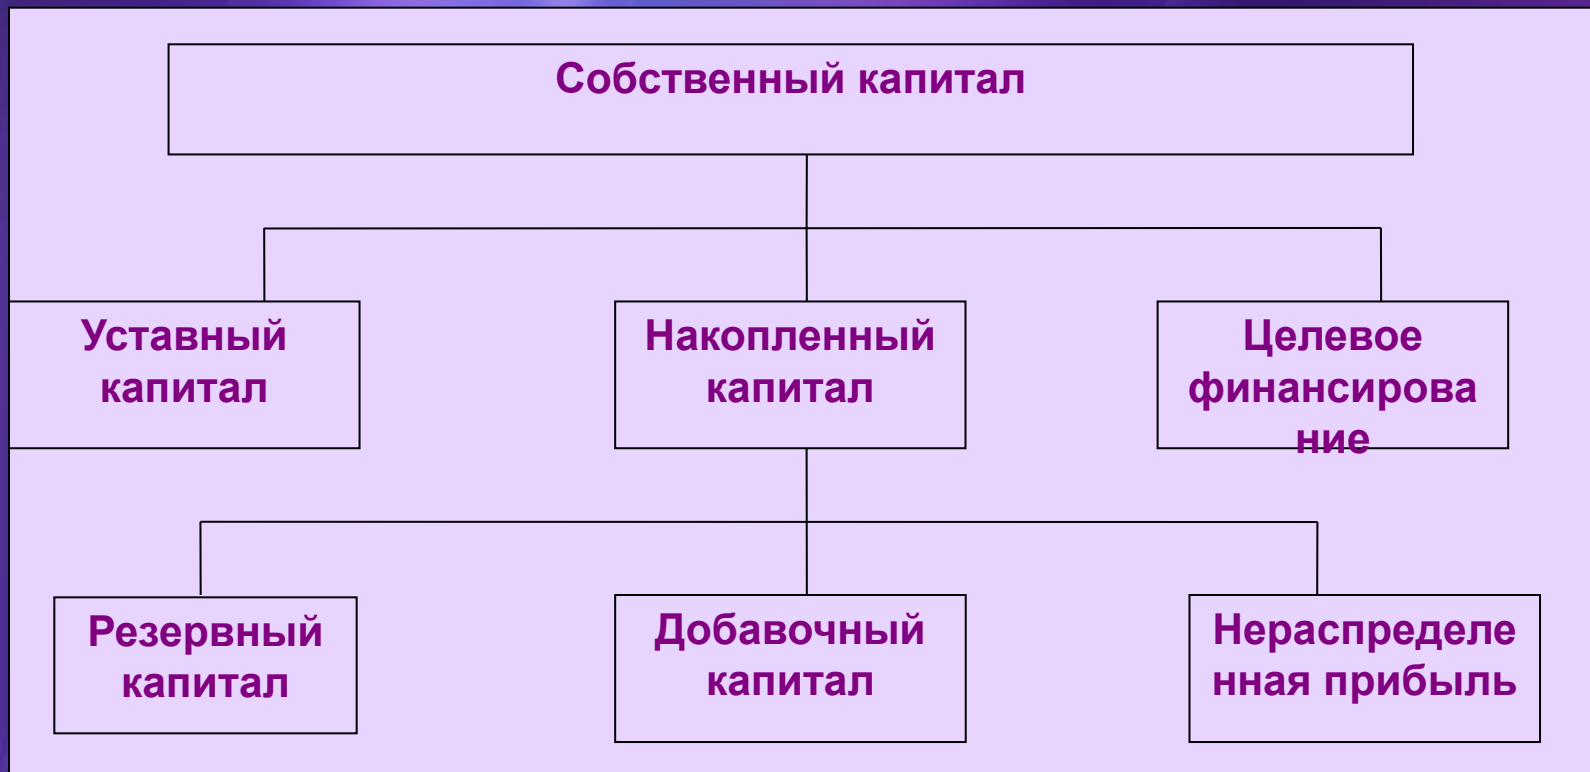 Собственный капитал
Уставный
капитал
Накопленный
капитал
Целевое
финансирова
ние
Резервный
капитал
Добавочный
капитал
Нераспределе
нная прибыль